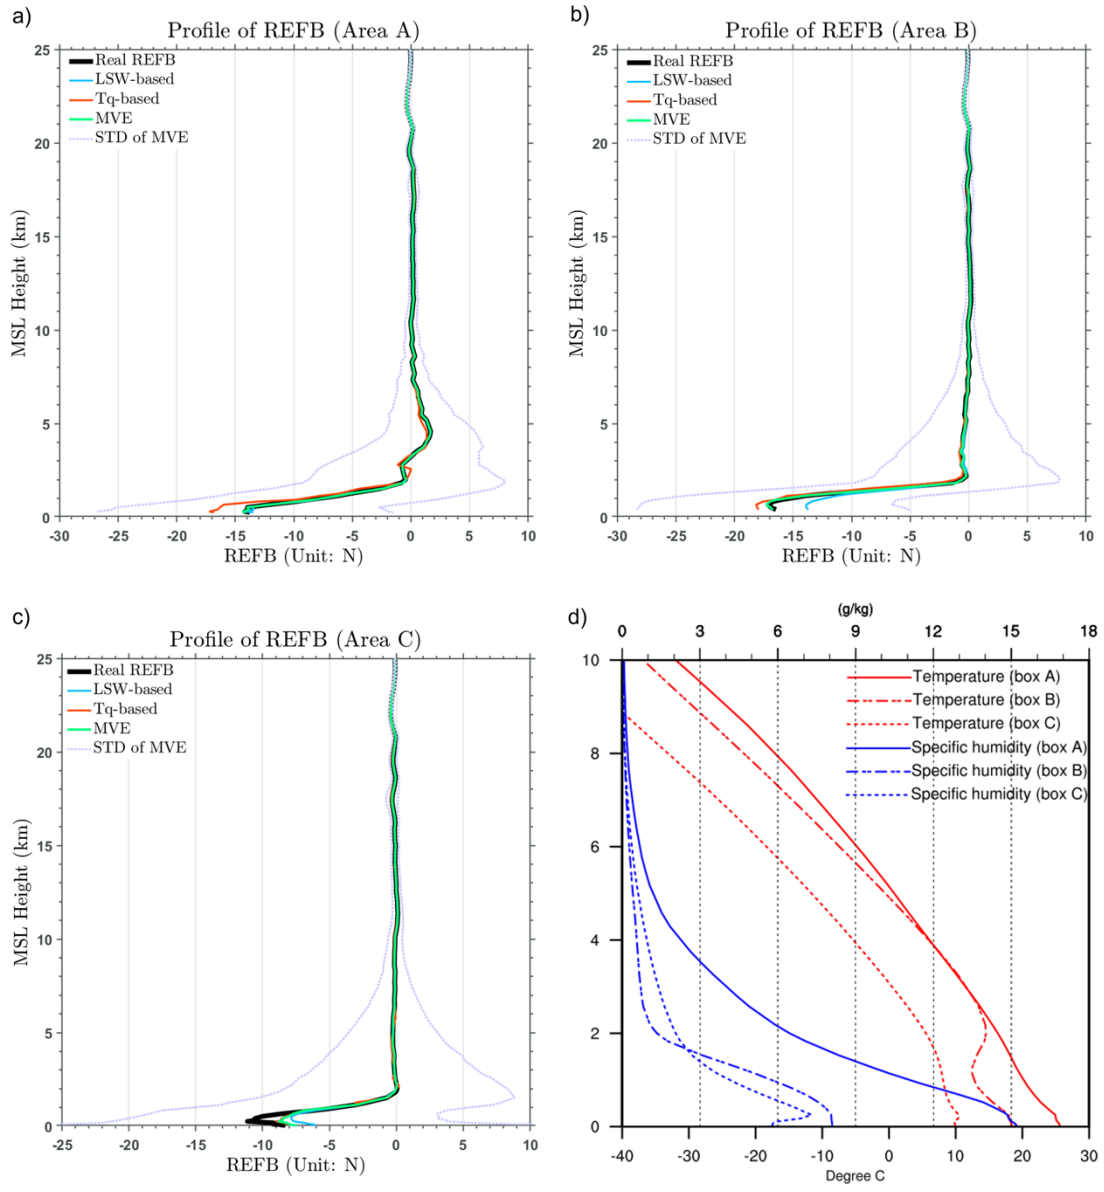 a)
Profile of REFB (Area A)
25
20
15
10
5
0
MSL Height (km)
Real REFB
LSW-based
Tq-based
MVE
STD of MVE
-30 -25 -20 -15 -10 -5 0 5 10
REFB (Unit: N)
b)
Profile of REFB (Area B)
25
20
15
10
5
0
MSL Height (km)
Real REFB
LSW-based
Tq-based
MVE
STD of MVE
-30 -25 -20 -15 -10 -5 0 5 10
REFB (Unit: N)
c)
Profile of REFB (Area C)
25
20
15
10
5
0
MSL Height (km)
Real REFB
LSW-based
Tq-based
MVE
STD of MVE
-25 -20 -15 -10 -5 0 5 10
REFB (Unit: N)
d)
(g/kg)
0 3 6 9 12 15 18
10
8
6
4
2
0
Temperature (box A)
Temperature (box B)
Temperature (box C)
Specific humidity (box A)
Specific humidity (box B)
Specific humidity (box C)
-40 -30 -20 -10 0 10 20 30
Degree C